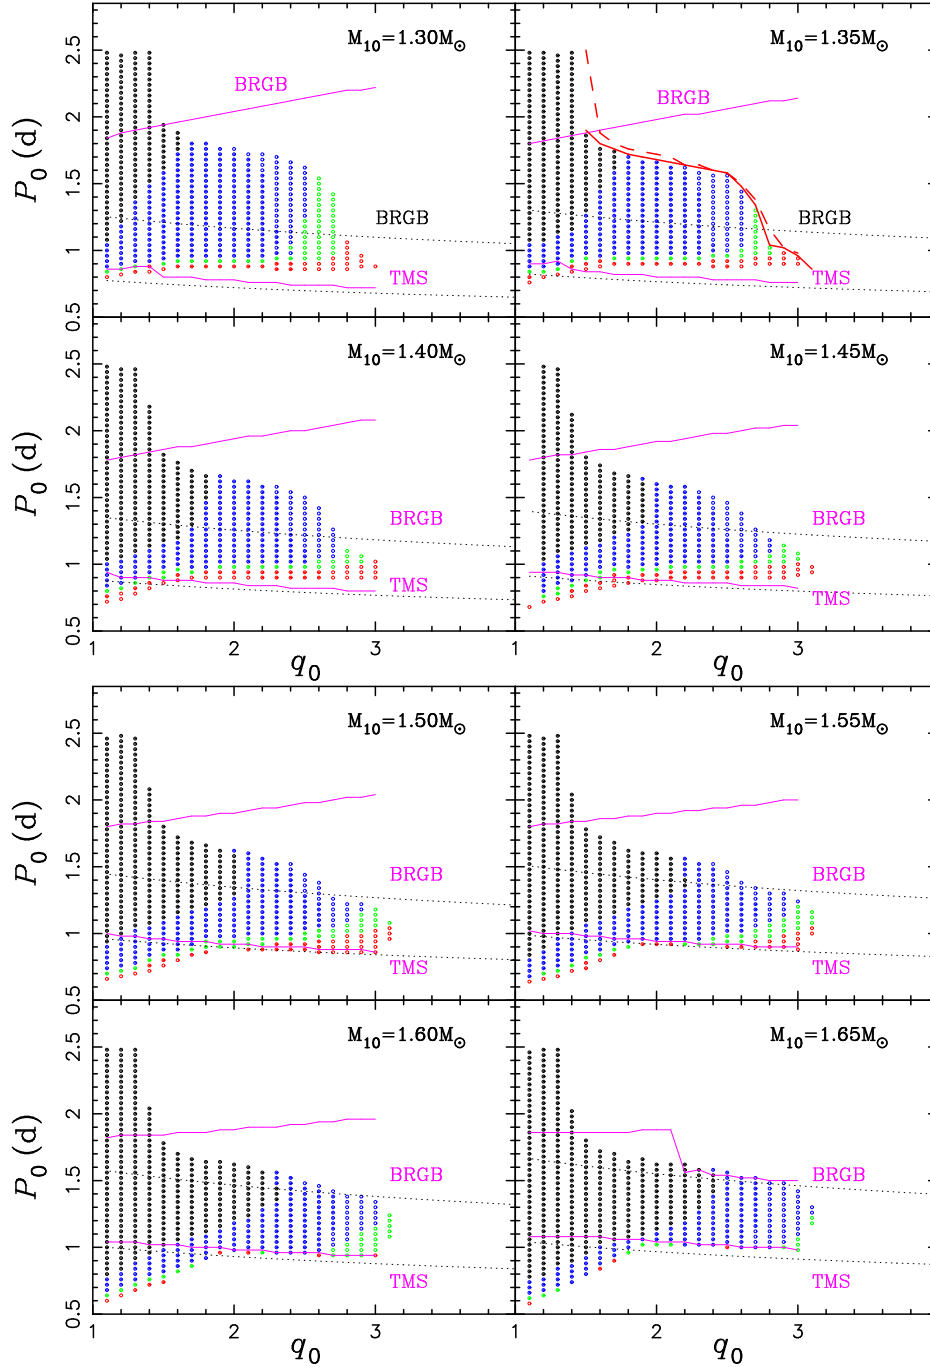 M₁₀=1.30M⊙
M₁₀=1.35M⊙
BRGB
BRGB
BRGB
BRGB
TMS
TMS
P₀ (d)
2.5
2
1.5
1
0.5
M₁₀=1.40M⊙
M₁₀=1.45M⊙
BRGB
BRGB
TMS
TMS
P₀ (d)
2.5
2
1.5
1
0.5
1 2 3
1 2 3
q₀
q₀
M₁₀=1.50M⊙
M₁₀=1.55M⊙
BRGB
BRGB
TMS
TMS
P₀ (d)
2.5
2
1.5
1
0.5
M₁₀=1.60M⊙
M₁₀=1.65M⊙
BRGB
BRGB
TMS
TMS
P₀ (d)
2.5
2
1.5
1
0.5
1 2 3
1 2 3
q₀
q₀